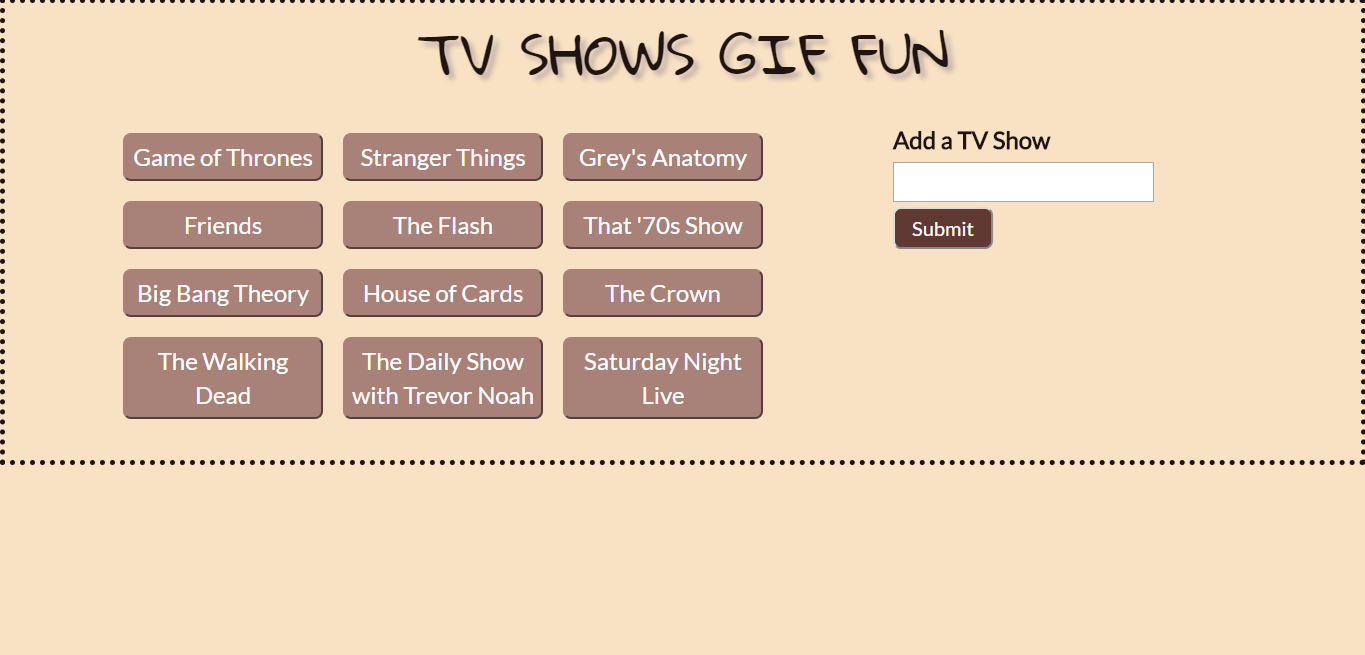 TV SHOWS GIF FUN
Game of Thrones
Stranger Things
Grey's Anatomy
Friends
The Flash
That '70s Show
Big Bang Theory
House of Cards
The Crown
The Walking
Dead
The Daily Show
with Trevor Noah
Saturday Night
Live
Add a TV Show
Submit